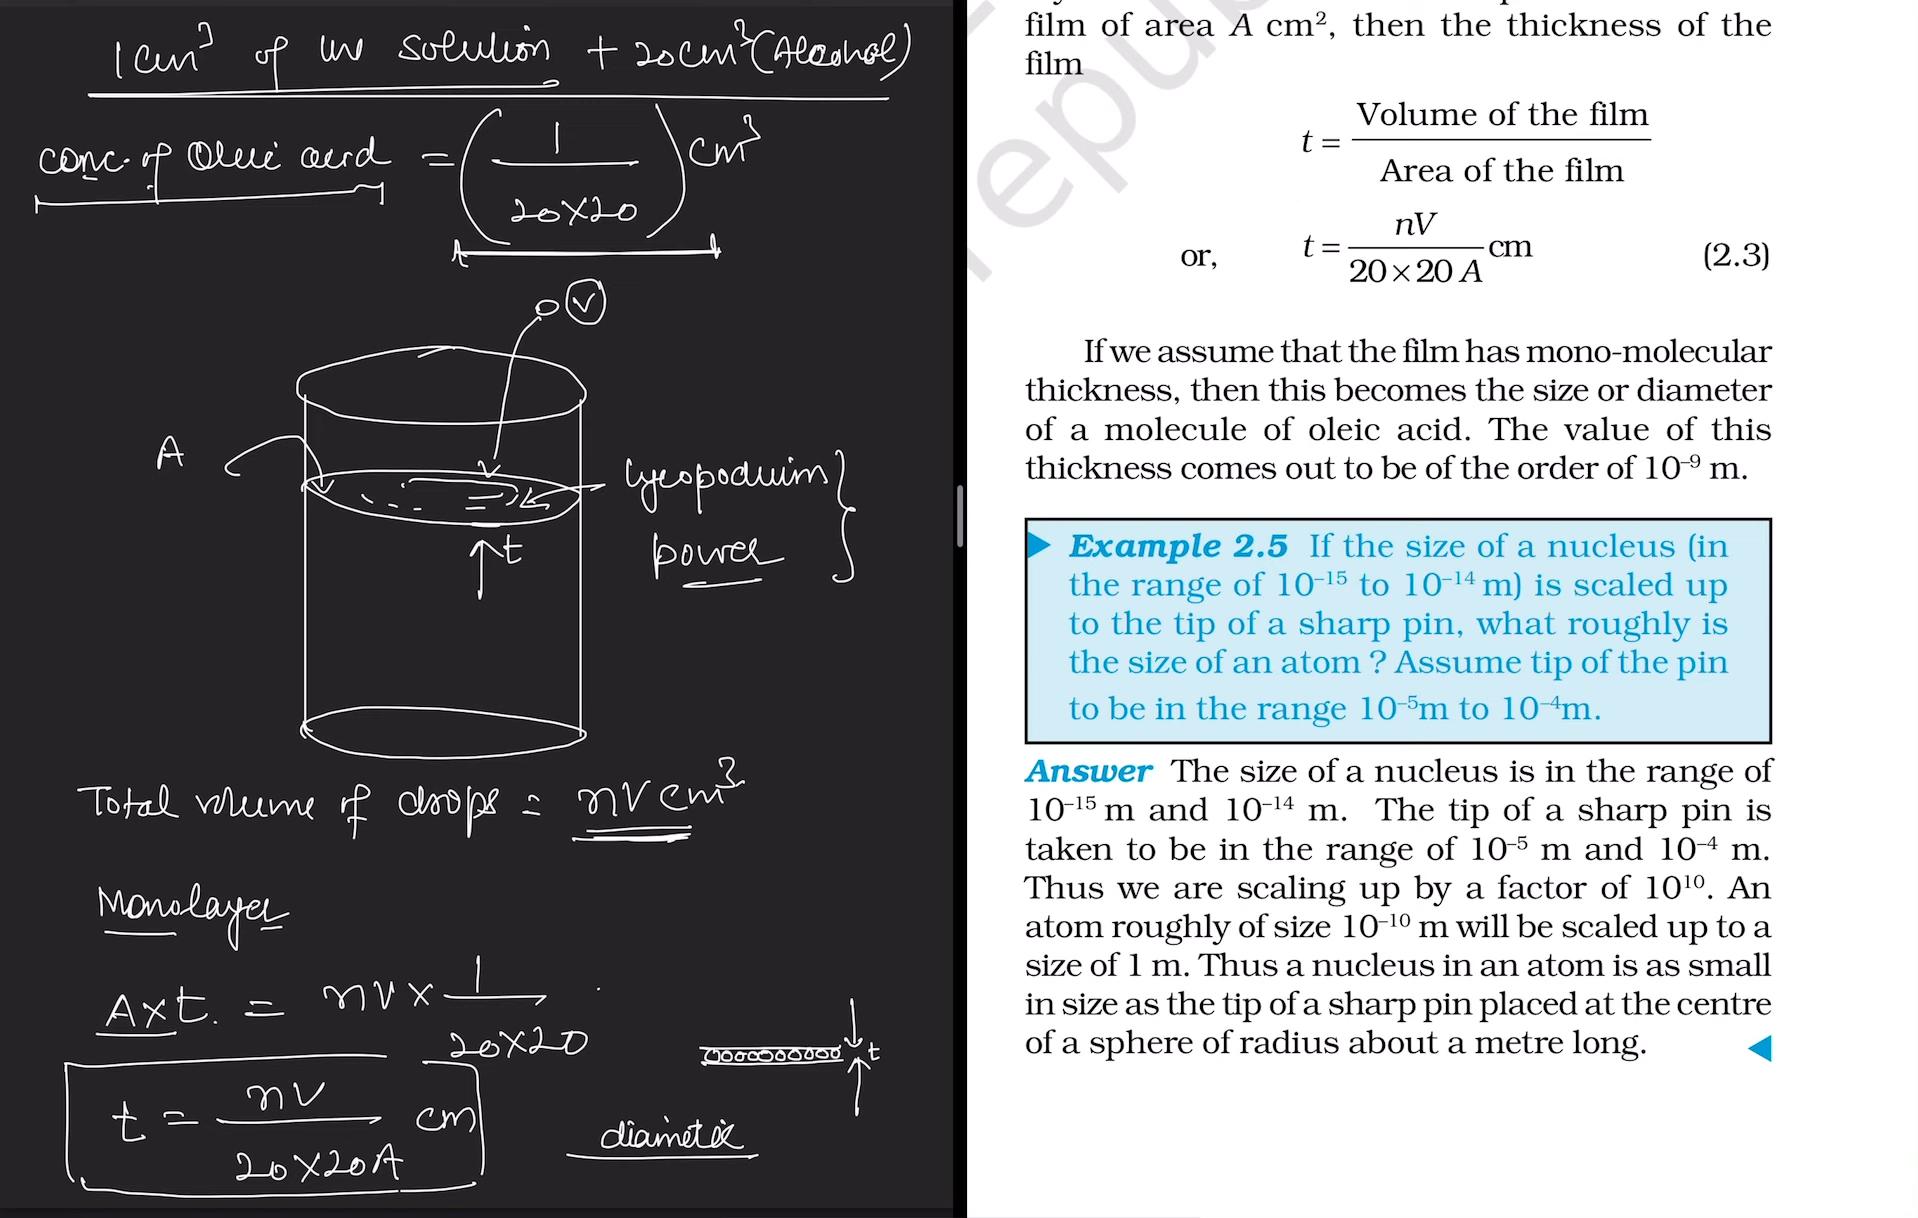 1 cm³ of this solution + 20cm³ (Alcohol)
conc. of Oleic acid = (1/20×20) cm³
V
A
lycopoduim
power
t
Total volume of drops = nV cm³
Monolayer
A×t. = nV × 1/20×20
t = nV/20×20A cm
t
diameter
film of area A cm², then the thickness of the
film
t = Volume of the film/Area of the film
or, t = nV/20×20 A cm (2.3)
If we assume that the film has mono-molecular
thickness, then this becomes the size or diameter
of a molecule of oleic acid. The value of this
thickness comes out to be of the order of 10⁻⁹ m.
Example 2.5 If the size of a nucleus (in
the range of 10⁻¹⁵ to 10⁻¹⁴ m) is scaled up
to the tip of a sharp pin, what roughly is
the size of an atom ? Assume tip of the pin
to be in the range 10⁻⁵m to 10⁻⁴m.
Answer The size of a nucleus is in the range of
10⁻¹⁵ m and 10⁻¹⁴ m. The tip of a sharp pin is
taken to be in the range of 10⁻⁵ m and 10⁻⁴ m.
Thus we are scaling up by a factor of 10¹⁰. An
atom roughly of size 10⁻¹⁰ m will be scaled up to a
size of 1 m. Thus a nucleus in an atom is as small
in size as the tip of a sharp pin placed at the centre
of a sphere of radius about a metre long.